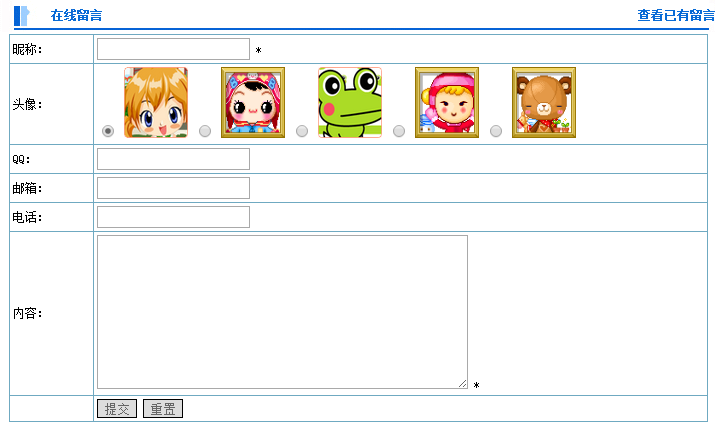 在线留言 查看已有留言
昵称: *
头像:
QQ:
邮箱:
电话:
内容: *
提交 重置